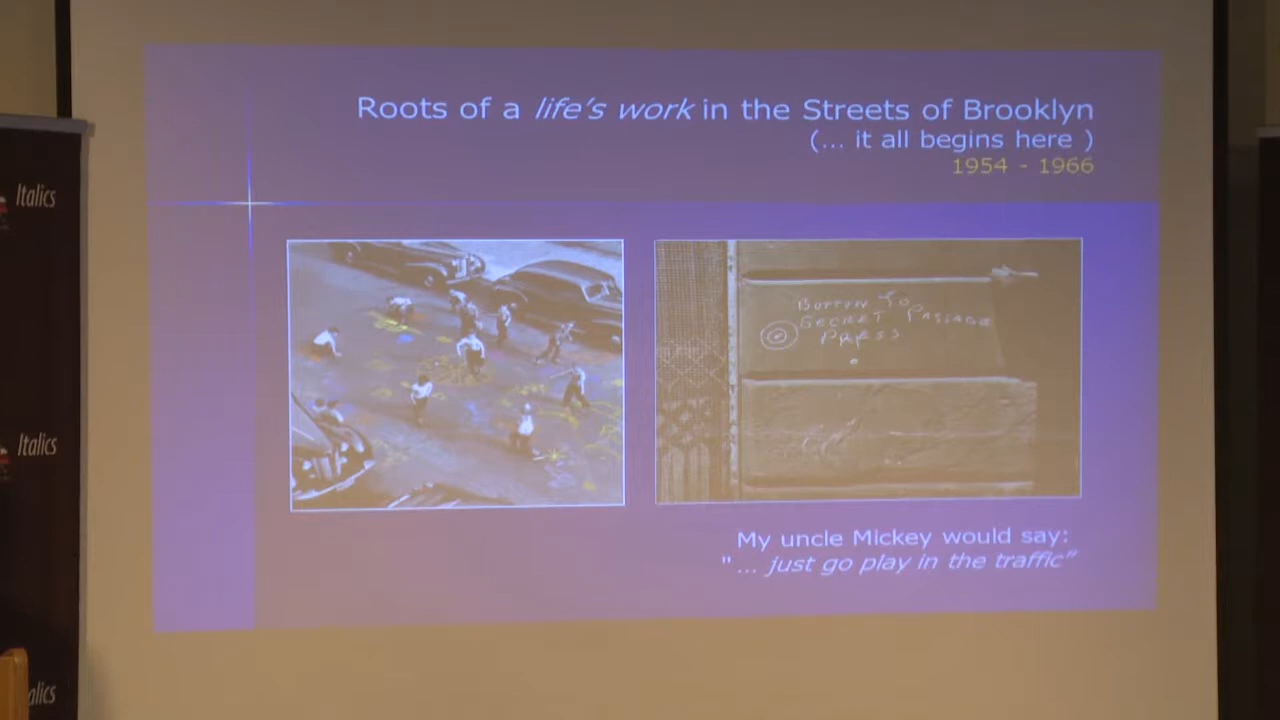 Roots of a life's work in the Streets of Brooklyn
(... it all begins here )
1954 - 1966
Italics
Italics
alics
BUTTON TO
SECRET PASSAGE
PRESS
My uncle Mickey would say:
"... just go play in the traffic"